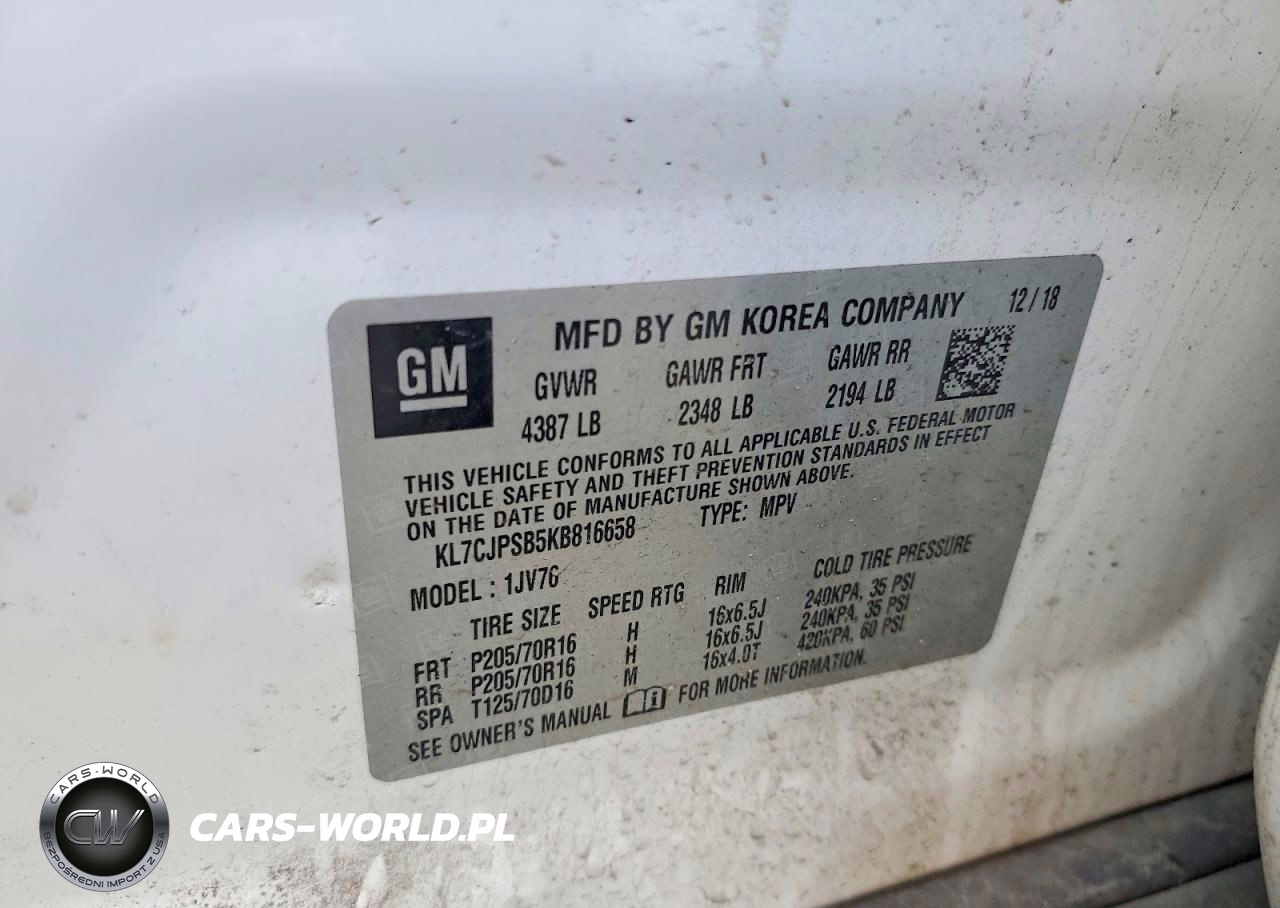 GM
MFD BY GM KOREA COMPANY 12/18
GVWR GAWR FRT GAWR RR
4387 LB 2348 LB 2194 LB
THIS VEHICLE CONFORMS TO ALL APPLICABLE U.S. FEDERAL MOTOR
VEHICLE SAFETY AND THEFT PREVENTION STANDARDS IN EFFECT
ON THE DATE OF MANUFACTURE SHOWN ABOVE.
KL7CJPSB5KB816658 TYPE: MPV
MODEL : 1JV76
TIRE SIZE SPEED RTG RIM COLD TIRE PRESSURE
FRT P205/70R16 H 16x6.5J 240KPA, 35 PSI
RR P205/70R16 H 16x6.5J 240KPA, 35 PSI
SPA T125/70D16 M 16x4.0T 420KPA, 60 PSI
SEE OWNER'S MANUAL FOR MORE INFORMATION.
CARS-WORLD
CW
BEZPOŚREDNI IMPORT Z USA
CARS-WORLD.PL